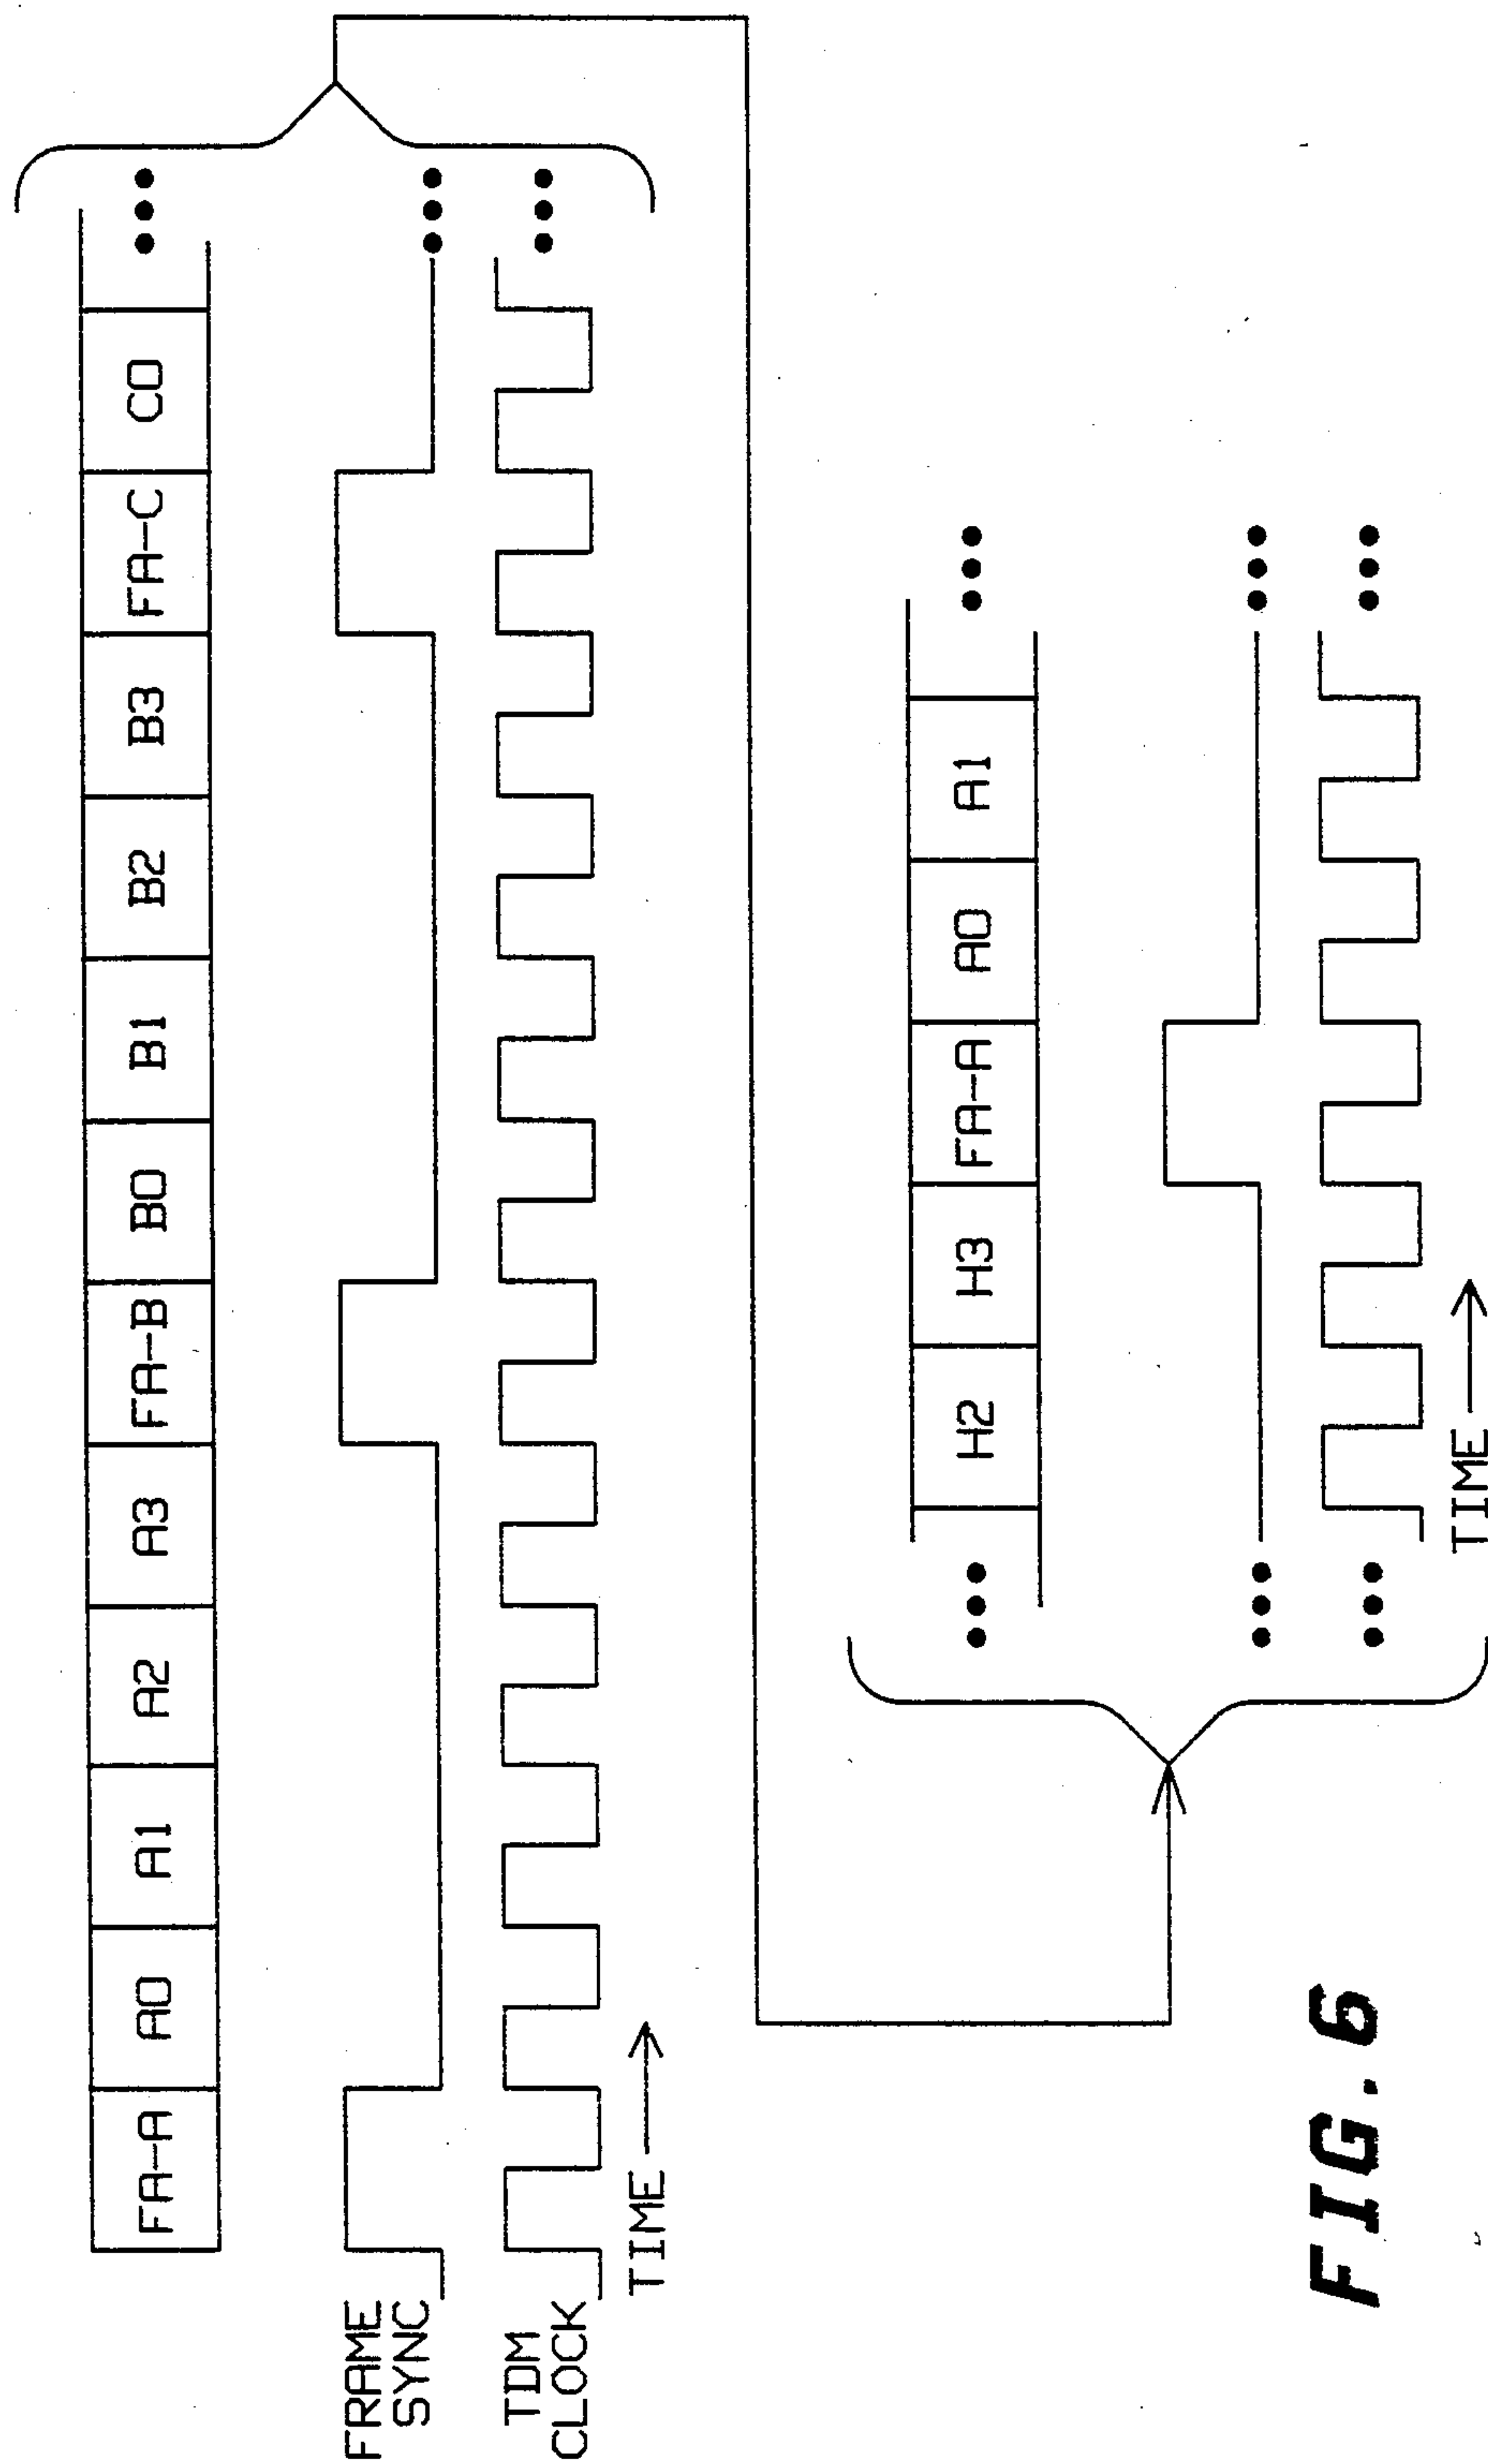 FA-A A0 A1 A2 A3 FA-B B0 B1 B2 B3 FA-C C0
FRAME
SYNC
TDM
CLOCK
TIME
H2 H3 FA-A A0 A1
TIME
FIG. 6